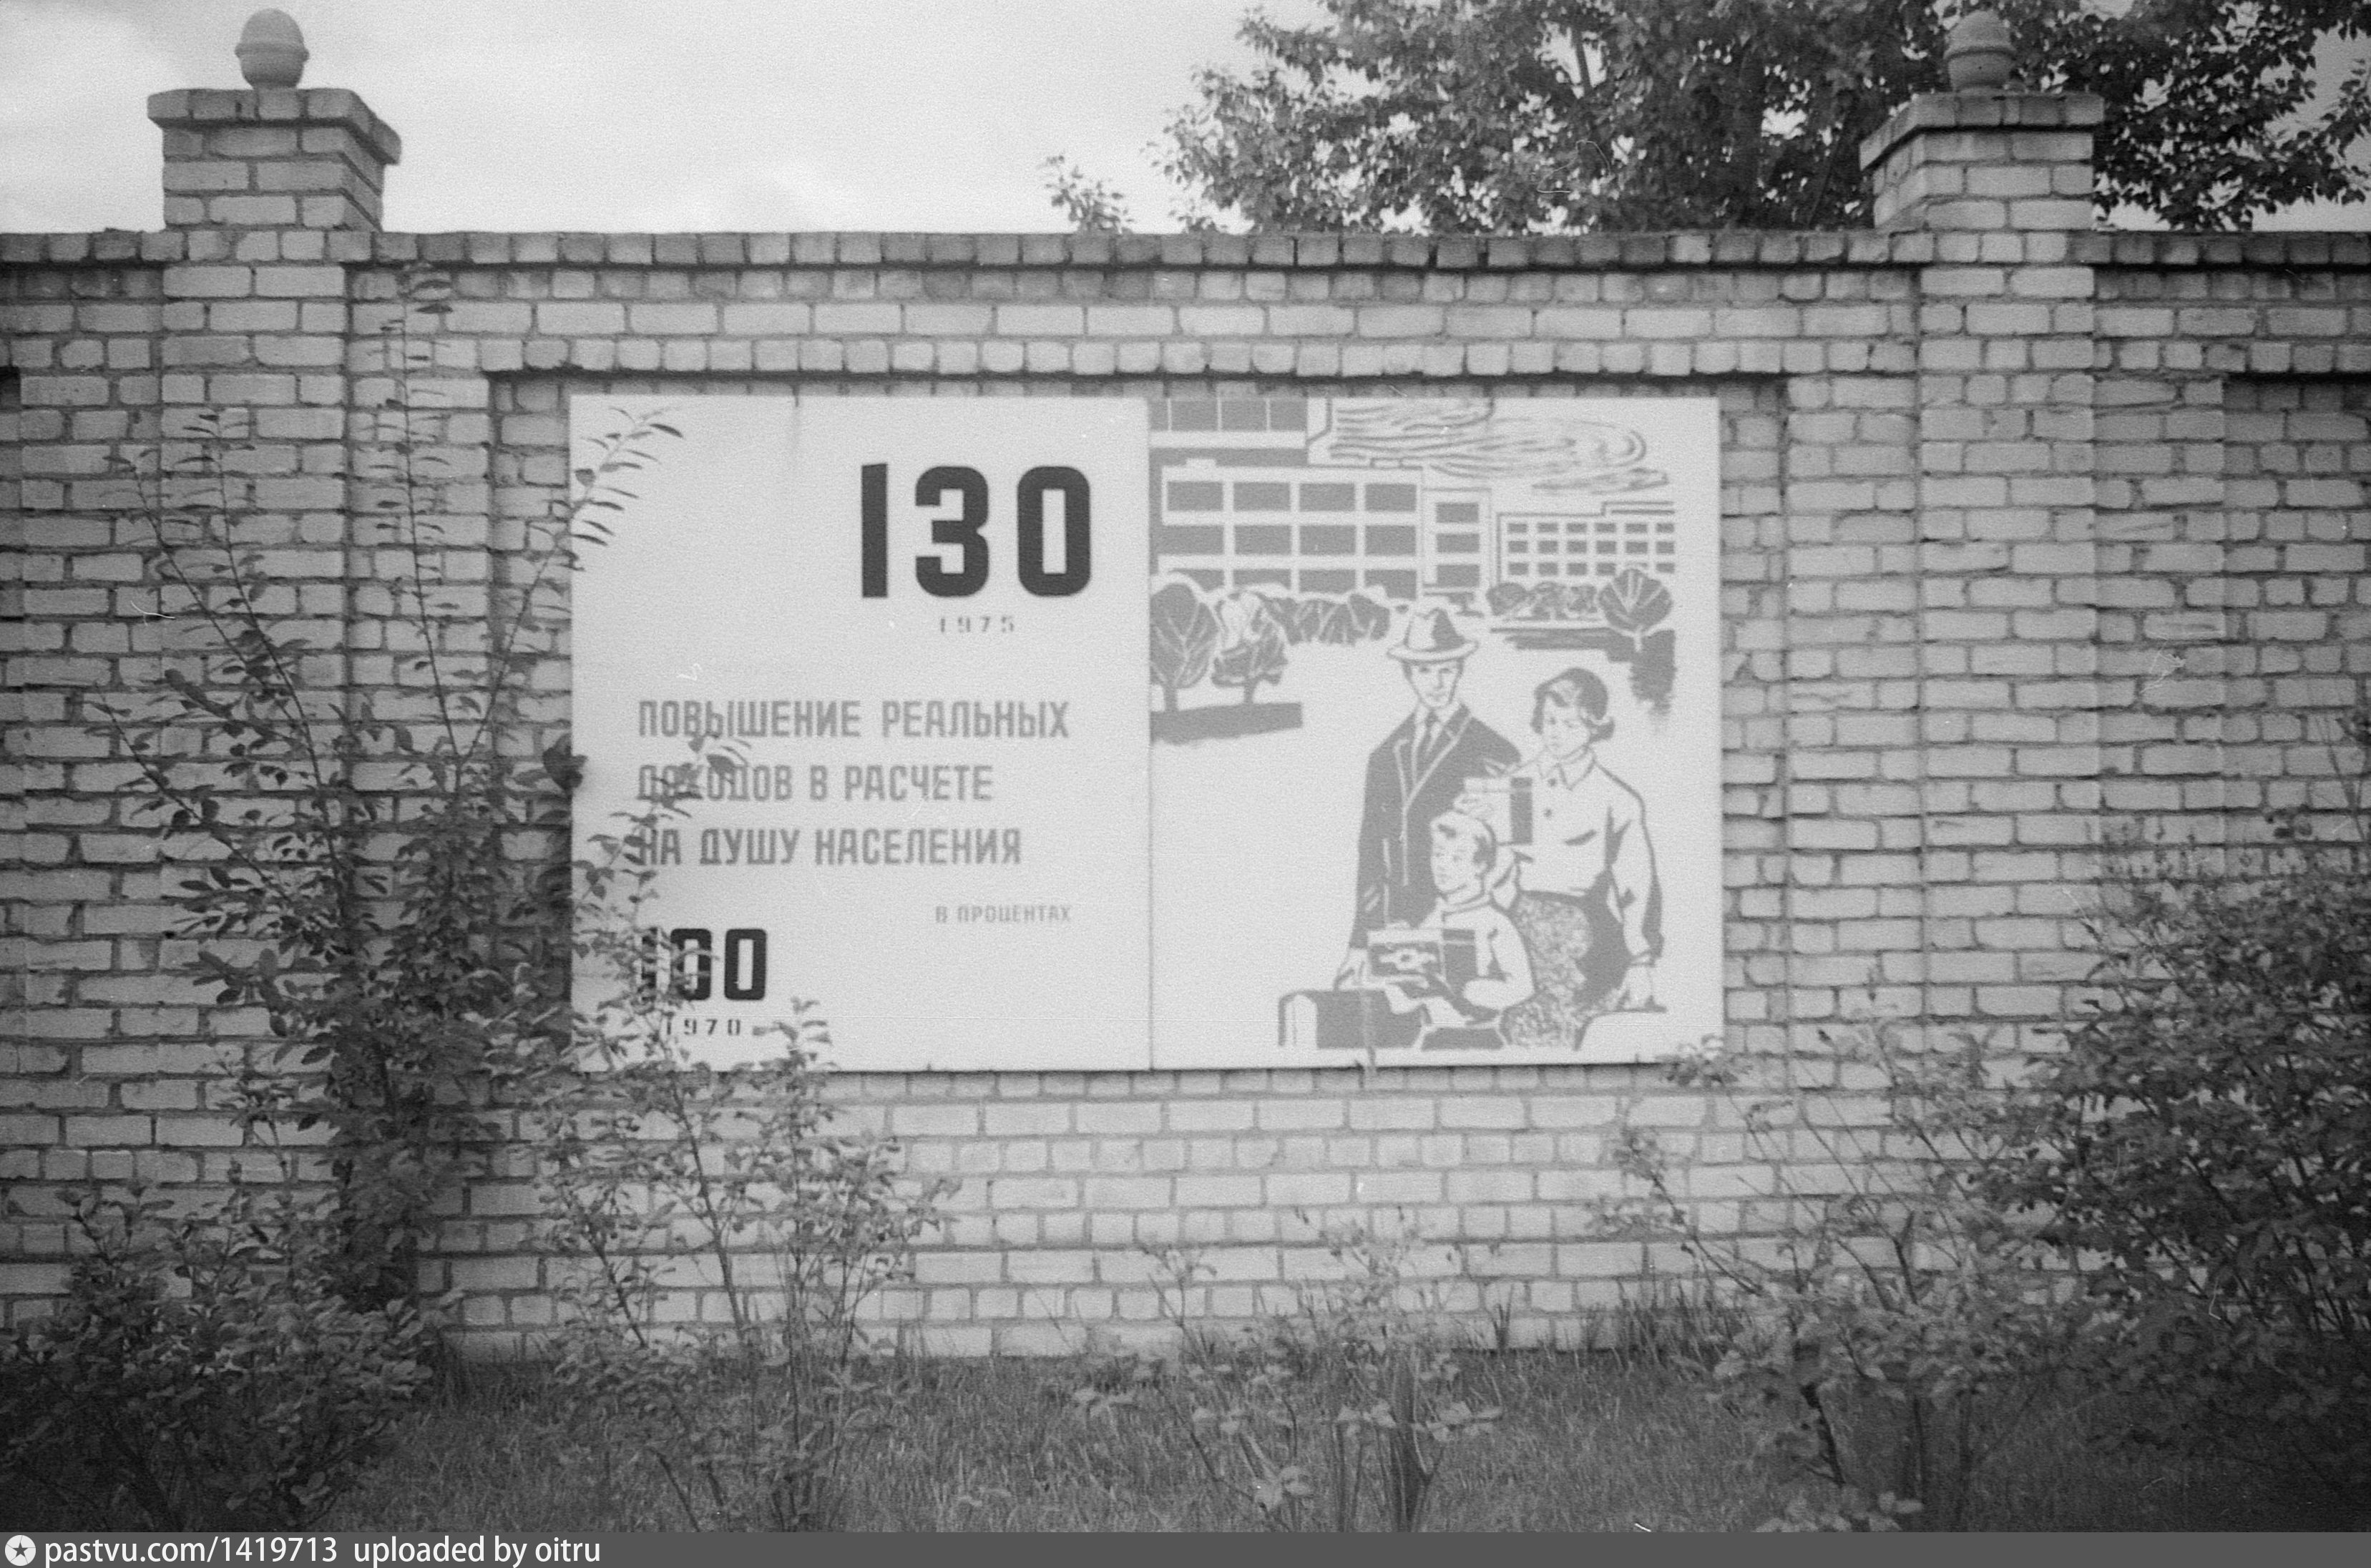 130
1975
ПОВЫШЕНИЕ РЕАЛЬНЫХ
ДОХОДОВ В РАСЧЕТЕ
НА ДУШУ НАСЕЛЕНИЯ
В ПРОЦЕНТАХ
100
1970
pastvu.com/1419713 uploaded by oitru